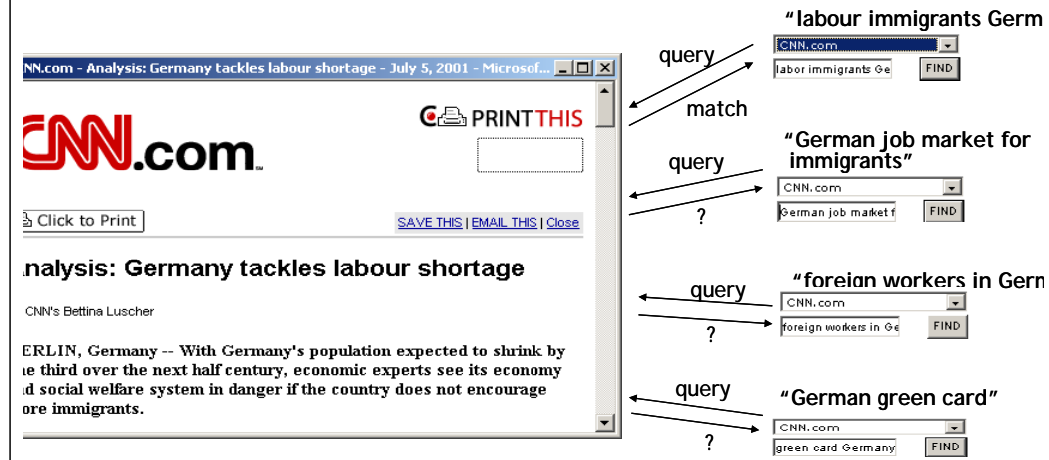 NN.com - Analysis: Germany tackles labour shortage - July 5, 2001 - Microsof...
CNN.com
PRINTTHIS
Click to Print
SAVE THIS | EMAIL THIS | Close
nalysis: Germany tackles labour shortage
CNN's Bettina Luscher
ERLIN, Germany -- With Germany's population expected to shrink by
e third over the next half century, economic experts see its economy
d social welfare system in danger if the country does not encourage
ore immigrants.
"labour immigrants Germ
query
CNN.com
labor immigrants Ge
FIND
match
"German job market for
immigrants"
query
CNN.com
German job market f
FIND
?
"foreign workers in Germ
query
CNN.com
foreign workers in Ge
FIND
?
"German green card"
query
CNN.com
green card Germany
FIND
?